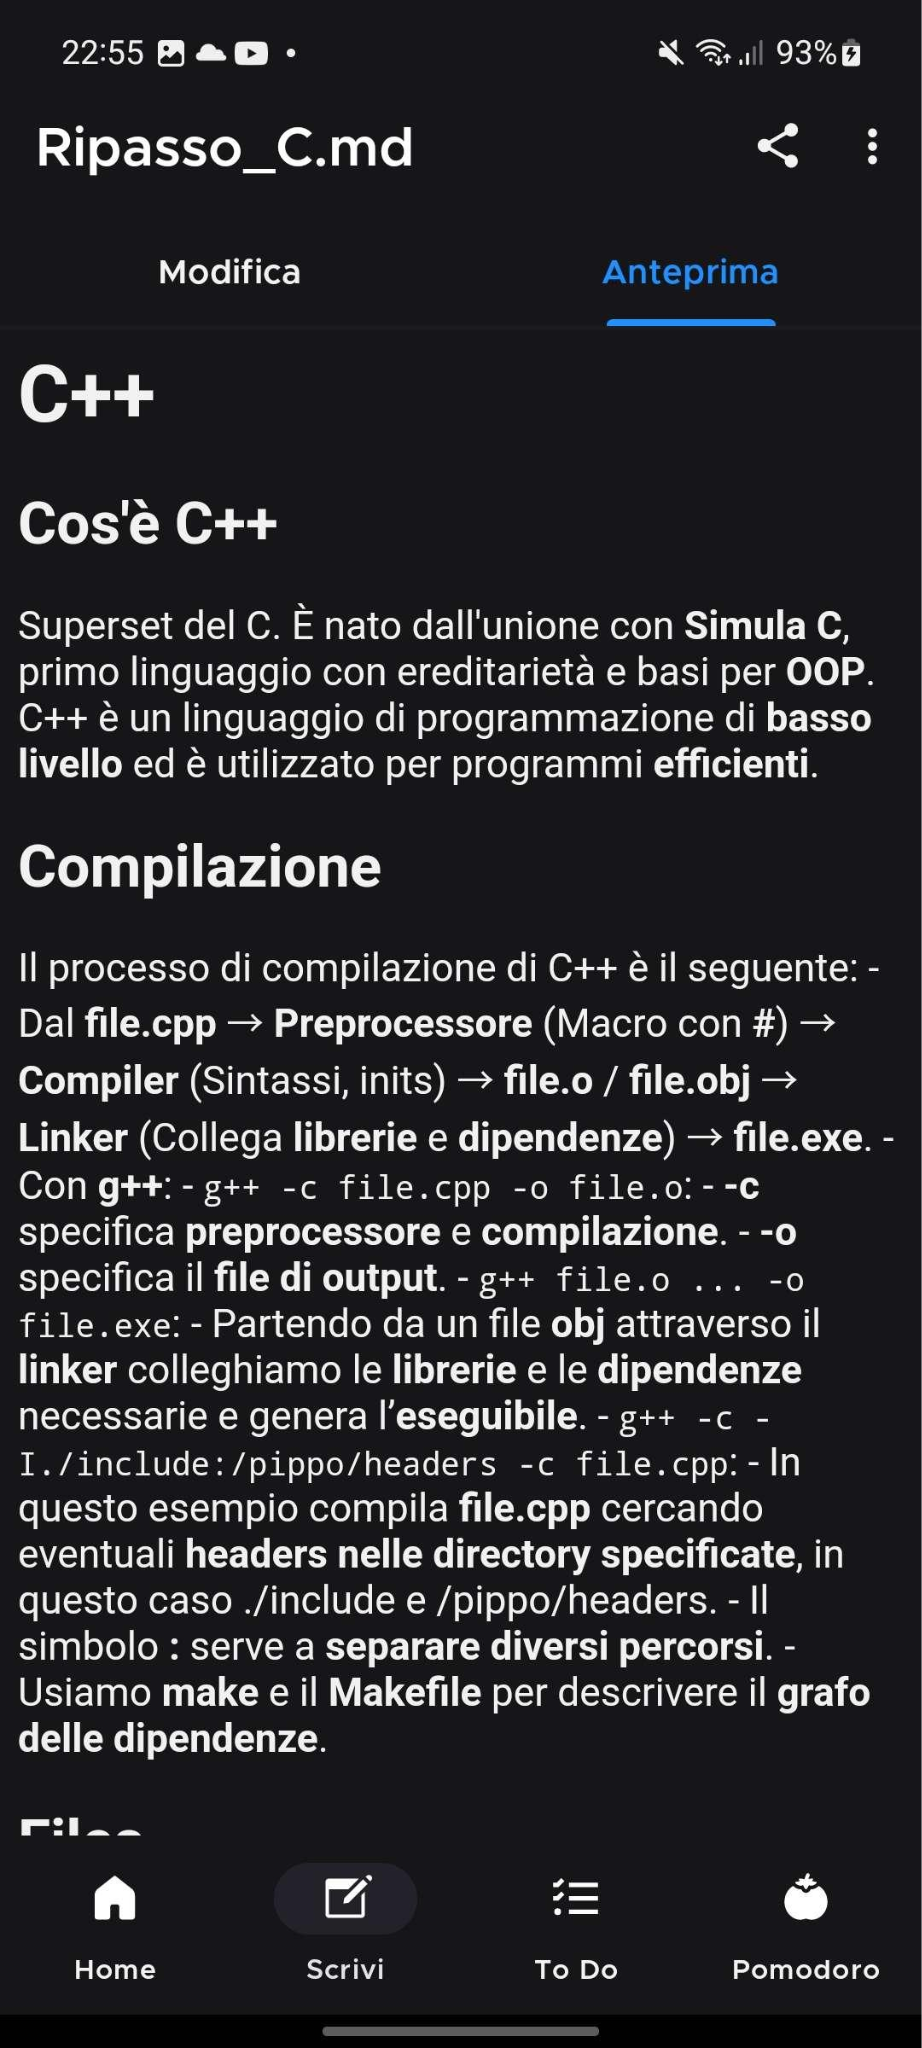 22:55
93%
Ripasso_C.md
Modifica
Anteprima
C++
Cos'è C++
Superset del C. È nato dall'unione con Simula C,
primo linguaggio con ereditarietà e basi per OOP.
C++ è un linguaggio di programmazione di basso
livello ed è utilizzato per programmi efficienti.
Compilazione
Il processo di compilazione di C++ è il seguente: -
Dal file.cpp → Preprocessore (Macro con #) →
Compiler (Sintassi, inits) → file.o / file.obj →
Linker (Collega librerie e dipendenze) → file.exe. -
Con g++: - g++ -c file.cpp -o file.o: - -c
specifica preprocessore e compilazione. - -o
specifica il file di output. - g++ file.o ... -o
file.exe: - Partendo da un file obj attraverso il
linker colleghiamo le librerie e le dipendenze
necessarie e genera l’eseguibile. - g++ -c -
I./include:/pippo/headers -c file.cpp: - In
questo esempio compila file.cpp cercando
eventuali headers nelle directory specificate, in
questo caso ./include e /pippo/headers. - Il
simbolo : serve a separare diversi percorsi. -
Usiamo make e il Makefile per descrivere il grafo
delle dipendenze.
Files
Home
Scrivi
To Do
Pomodoro